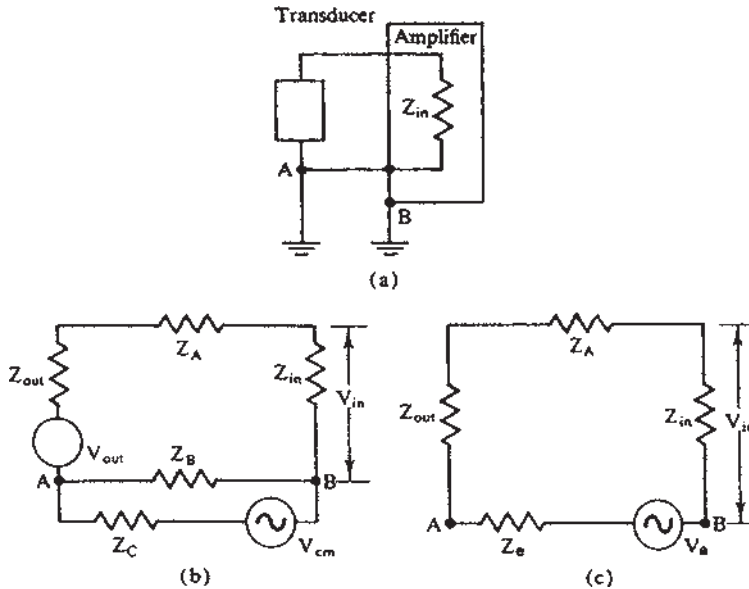 Transducer
Amplifier
Z_in
A
B
(a)
Z_A
Z_out
Z_in
V_in
V_out
Z_B
A
B
Z_C
V_cm
(b)
Z_A
Z_out
Z_in
V_in
A
B
Z_e
V_e
(c)